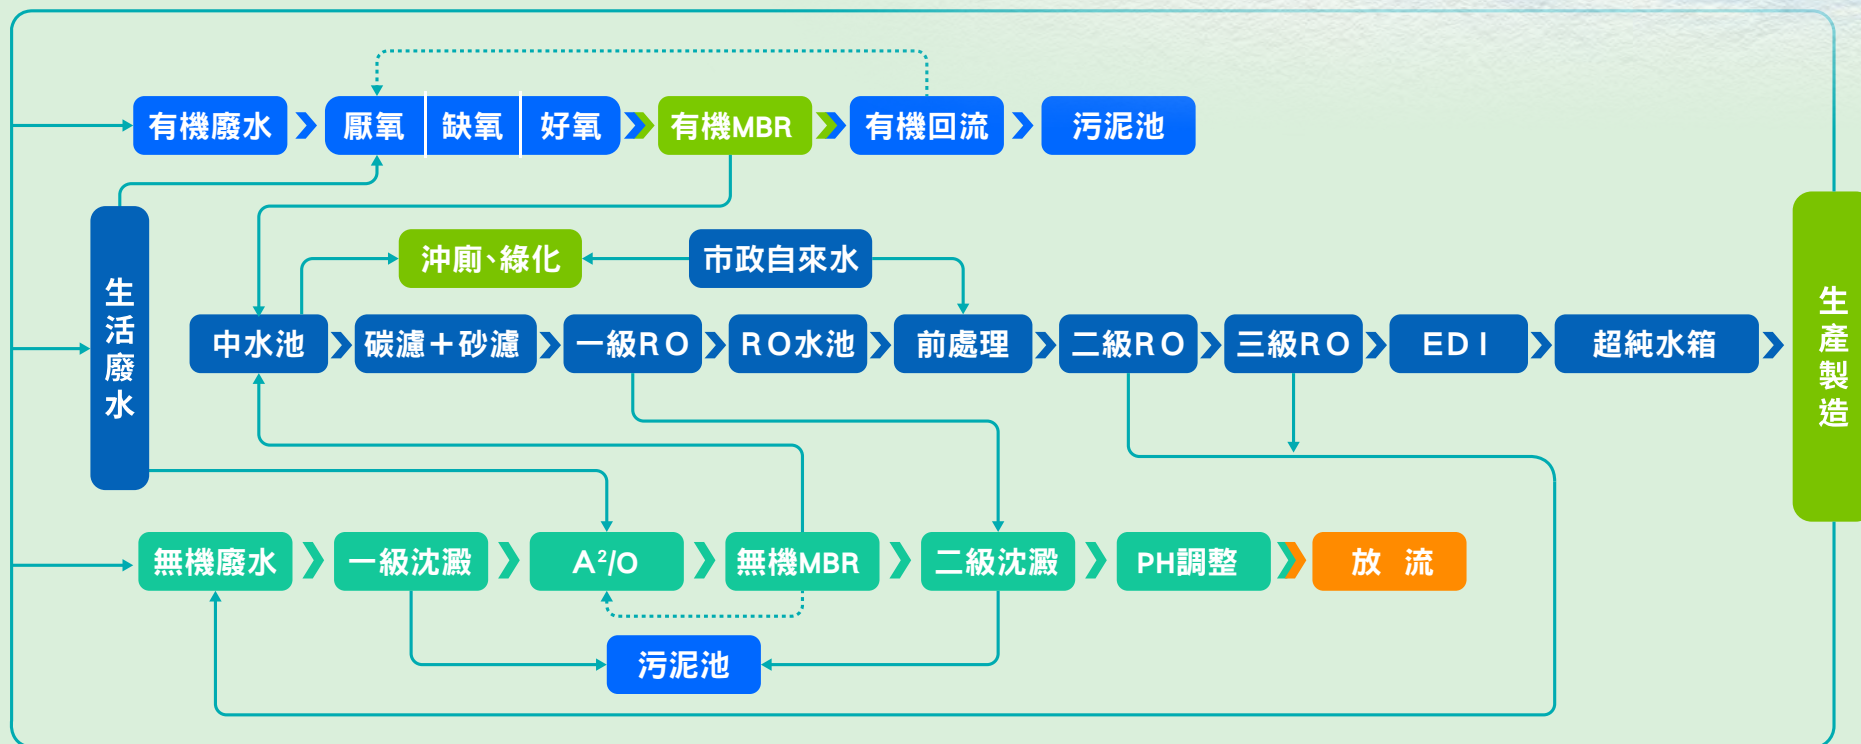 有機廢水
厭氧
缺氧
好氧
有機MBR
有機回流
污泥池
生活廢水
沖廁、綠化
市政自來水
中水池
碳濾＋砂濾
一級RO
RO水池
前處理
二級RO
三級RO
EDI
超純水箱
生產製造
無機廢水
一級沈澱
A²/O
無機MBR
二級沈澱
PH調整
放 流
污泥池